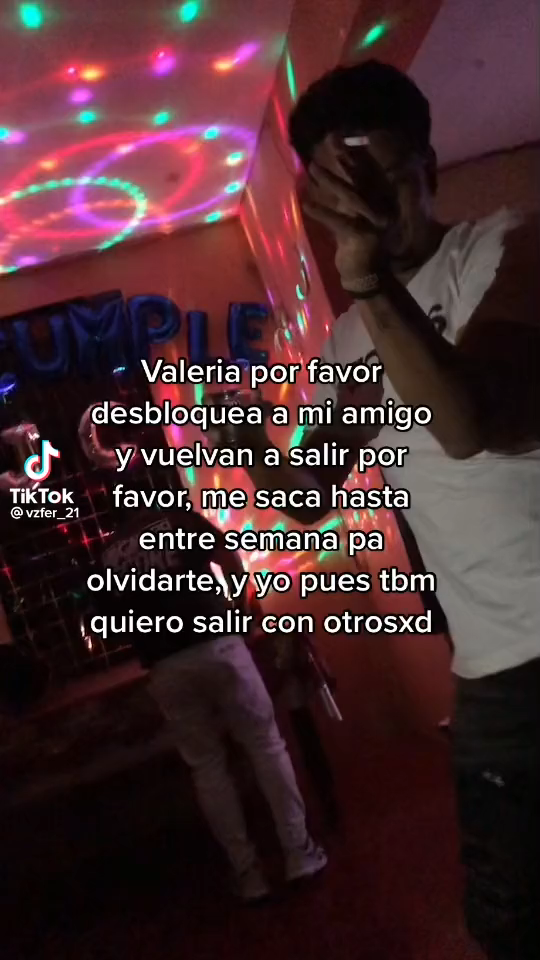 CUMPLE
Valeria por favor
desbloquea a mi amigo
y vuelvan a salir por
favor, me saca hasta
entre semana pa
olvidarte, y yo pues tbm
quiero salir con otrosxd
TikTok
@vzfer_21